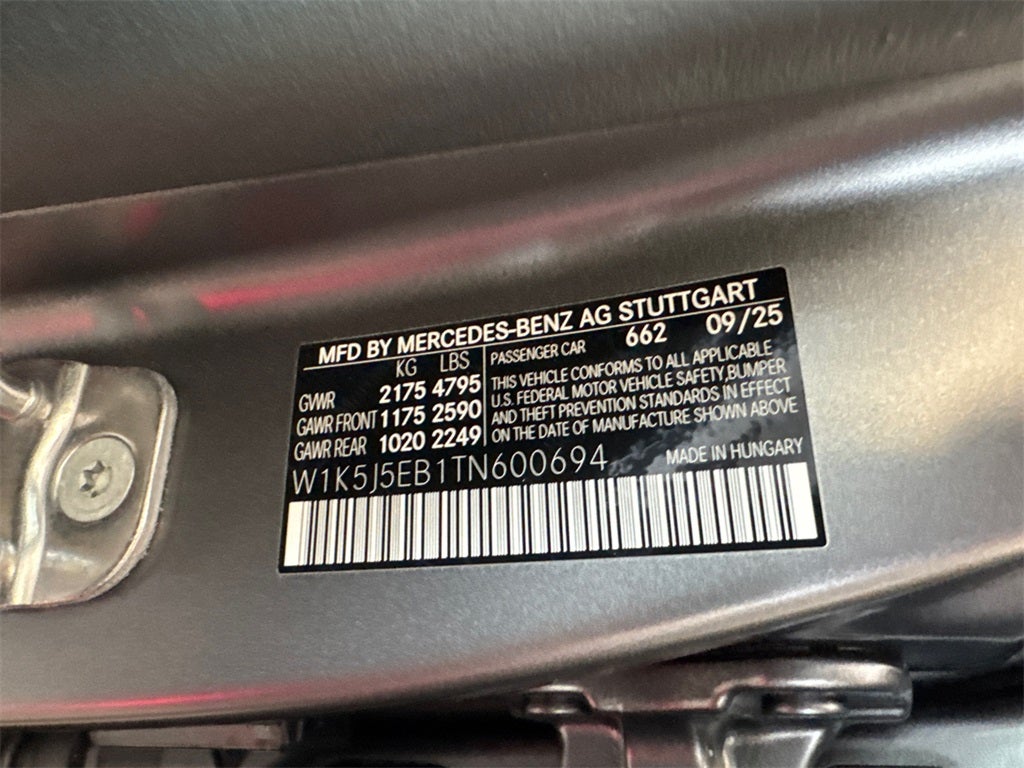 MFD BY MERCEDES-BENZ AG STUTTGART
KG LBS
GVWR 2175 4795
GAWR FRONT 1175 2590
GAWR REAR 1020 2249
PASSENGER CAR 662 09/25
THIS VEHICLE CONFORMS TO ALL APPLICABLE
U.S. FEDERAL MOTOR VEHICLE SAFETY,BUMPER
AND THEFT PREVENTION STANDARDS IN EFFECT
ON THE DATE OF MANUFACTURE SHOWN ABOVE
W1K5J5EB1TN600694 MADE IN HUNGARY